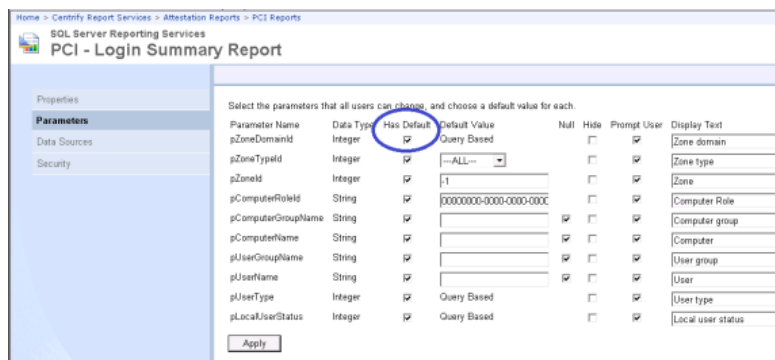 Home > Centrify Report Services > Attestation Reports > PCI Reports
SQL Server Reporting Services
PCI - Login Summary Report
Properties
Parameters
Data Sources
Security
Select the parameters that all users can change, and choose a default value for each.
Parameter Name Data Type Has Default Default Value Null Hide Prompt User Display Text
pZoneDomainId Integer Query Based Zone domain
pZoneTypeId Integer ---ALL--- Zone type
pZoneId Integer -1 Zone
pComputerRoleId String 00000000-0000-0000-000C Computer Role
pComputerGroupName String Computer group
pComputerName String Computer
pUserGroupName String User group
pUserName String User
pUserType Integer Query Based User type
pLocalUserStatus Integer Query Based Local user status
Apply